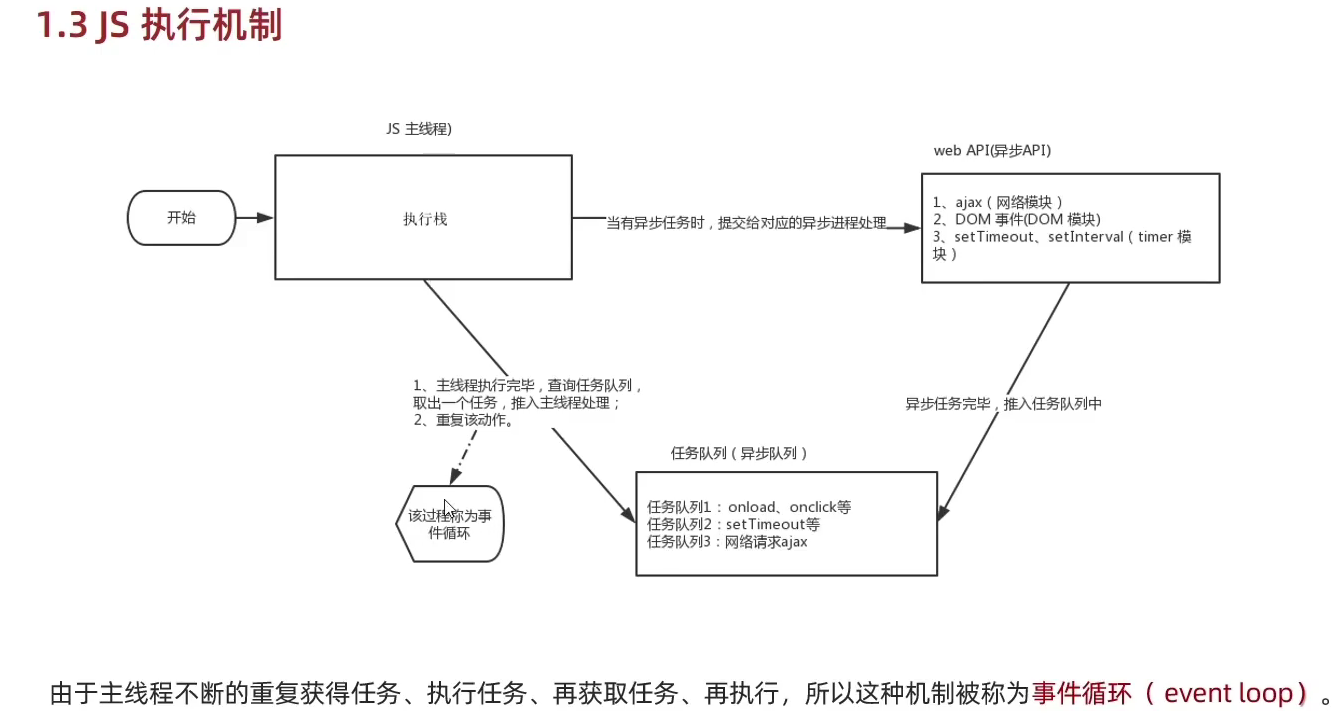 1.3 JS 执行机制
JS 主线程)
web API(异步API)
开始
执行栈
当有异步任务时，提交给对应的异步进程处理
1、ajax（网络模块）
2、DOM 事件(DOM 模块)
3、setTimeout、setInterval（timer 模
块）
1、主线程执行完毕，查询任务队列，
取出一个任务，推入主线程处理；
2、重复该动作。
异步任务完毕，推入任务队列中
任务队列（异步队列）
该过程称为事
件循环
任务队列1：onload、onclick等
任务队列2：setTimeout等
任务队列3：网络请求ajax
由于主线程不断的重复获得任务、执行任务、再获取任务、再执行，所以这种机制被称为事件循环（ event loop）。